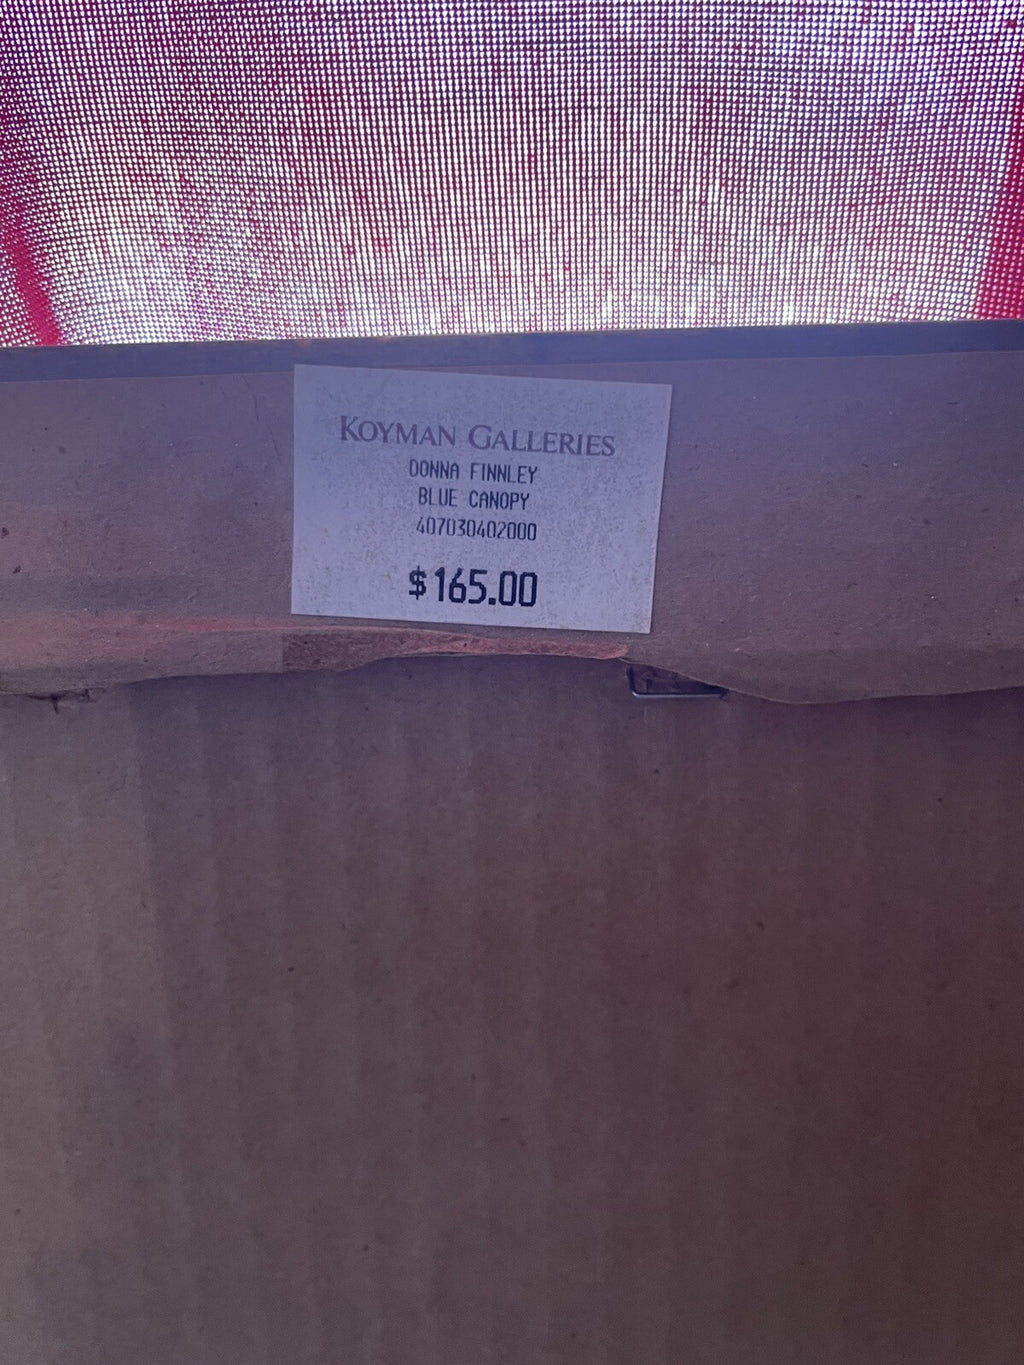 KOYMAN GALLERIES
DONNA FINNLEY
BLUE CANOPY
407030402000
$165.00